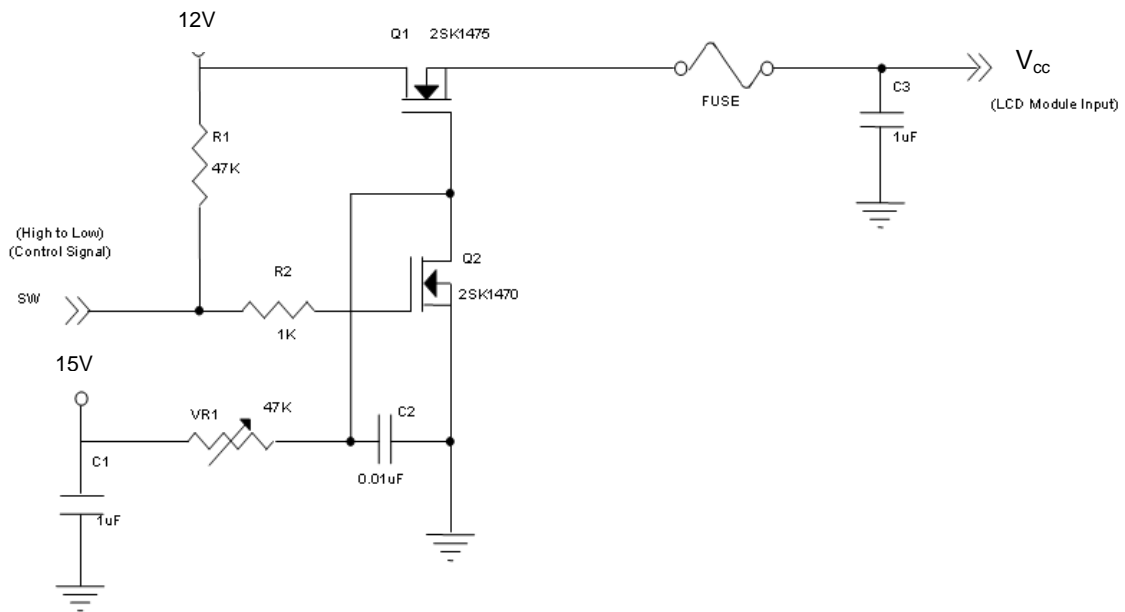 12V
Q1 2SK1475
FUSE
C3
1uF
Vcc
(LCD Module Input)
R1
47K
(High to Low)
(Control Signal)
SW
R2
1K
Q2
2SK1470
15V
VR1
47K
C2
0.01uF
C1
1uF